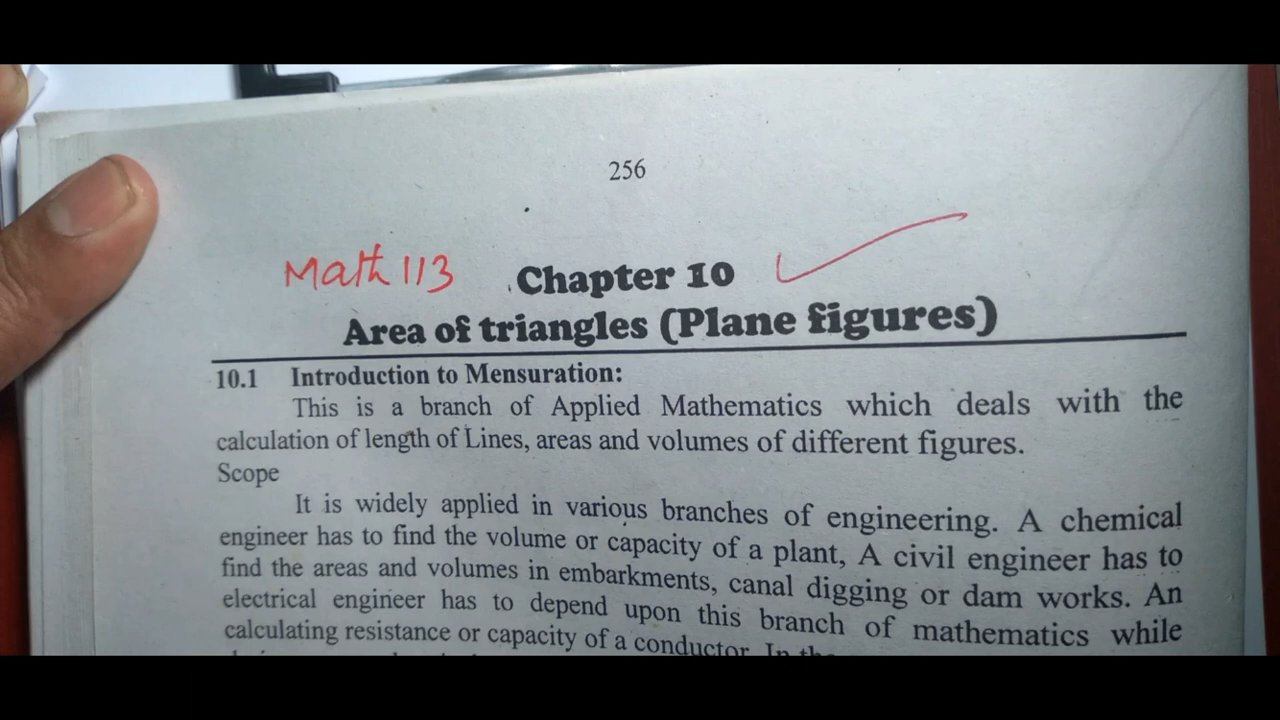 256
Math 113 Chapter 10
Area of triangles (Plane figures)
10.1 Introduction to Mensuration:
This is a branch of Applied Mathematics which deals with the
calculation of length of Lines, areas and volumes of different figures.
Scope
It is widely applied in various branches of engineering. A chemical
engineer has to find the volume or capacity of a plant, A civil engineer has to
find the areas and volumes in embarkments, canal digging or dam works. An
electrical engineer has to depend upon this branch of mathematics while
calculating resistance or capacity of a conductor. In the